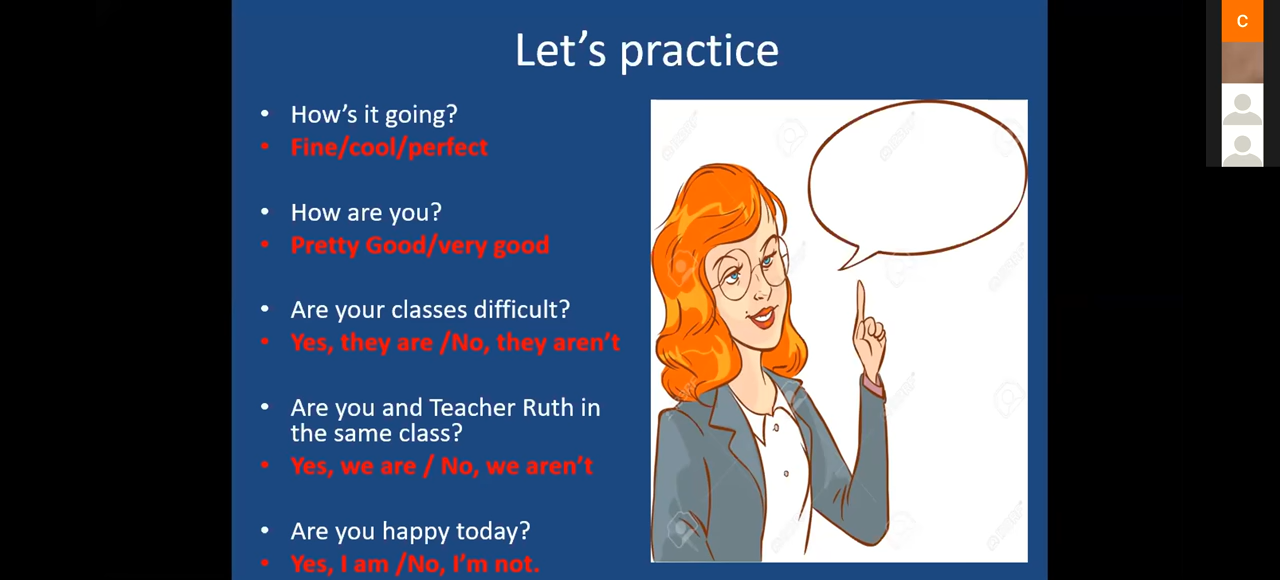 Let's practice
• How's it going?
• Fine/cool/perfect
• How are you?
• Pretty Good/very good
• Are your classes difficult?
• Yes, they are /No, they aren't
• Are you and Teacher Ruth in
the same class?
• Yes, we are / No, we aren't
• Are you happy today?
• Yes, I am /No, I'm not.
C